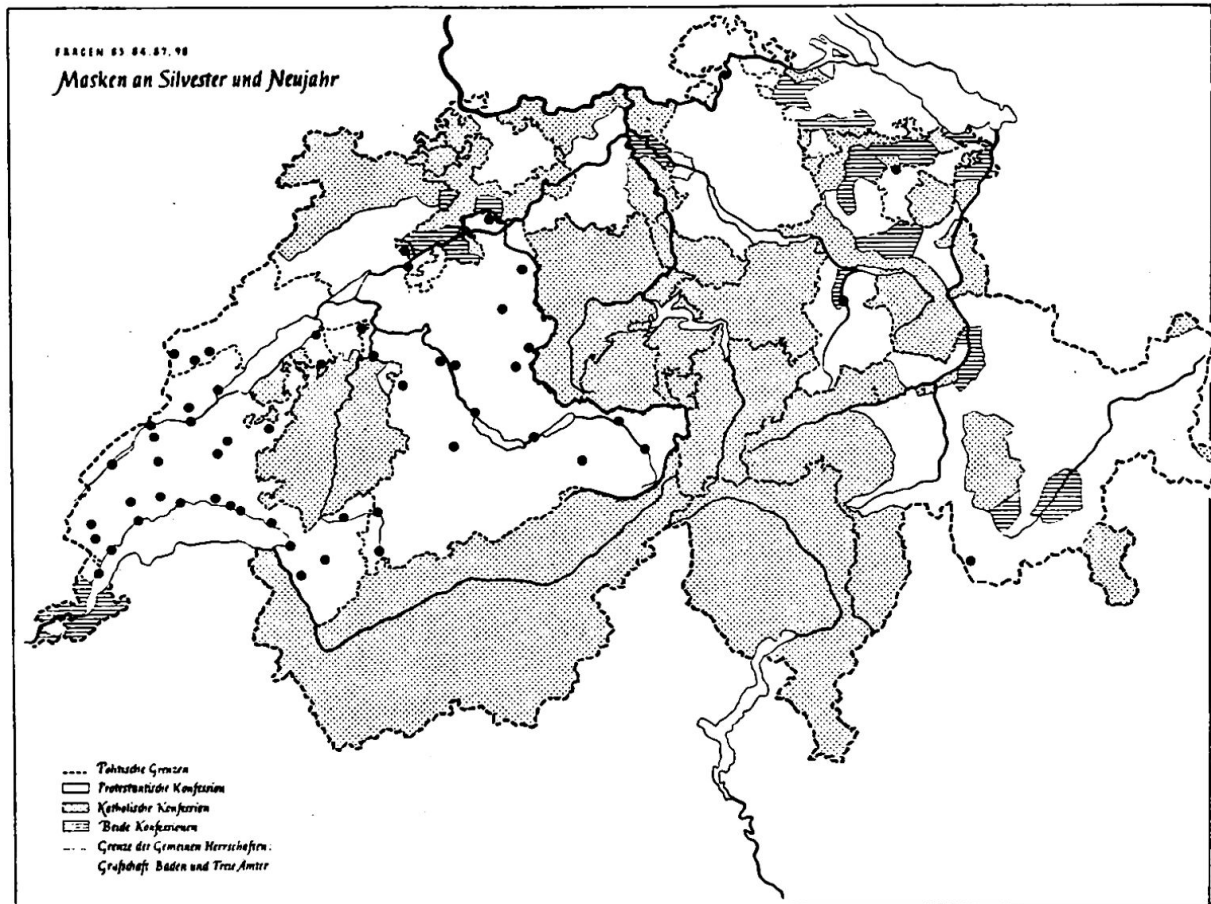 FRAGEN 83 84. 87. 90
Masken an Silvester und Neujahr
Politische Grenzen
Protestantische Konfession
Katholische Konfession
Beide Konfessionen
Grenze der Gemeinen Herrschaften:
Grafschaft Baden und Freie Ämter